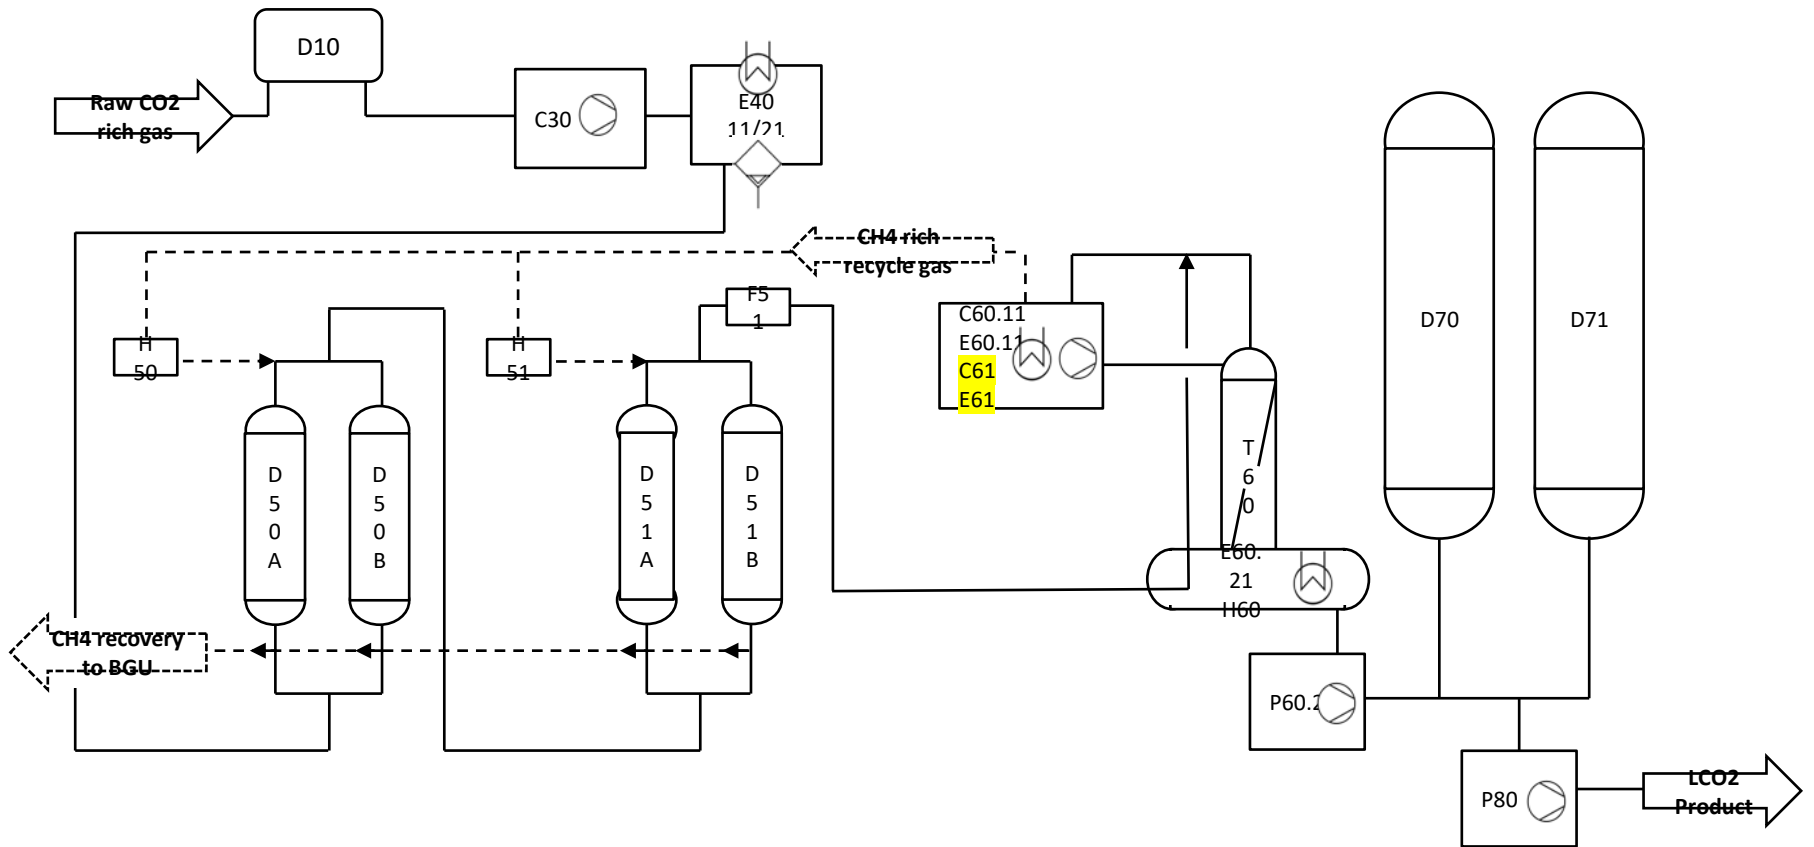 D10
Raw CO2
rich gas
C30
E40
11/21
CH4 rich
recycle gas
H
50
H
51
F5
1
C60.11
E60.11
C61
E61
D70
D71
D
5
0
A
D
5
0
B
D
5
1
A
D
5
1
B
T
6
0
E60.
21
H60
CH4 recovery
to BGU
P60.2
P80
LCO2
Product